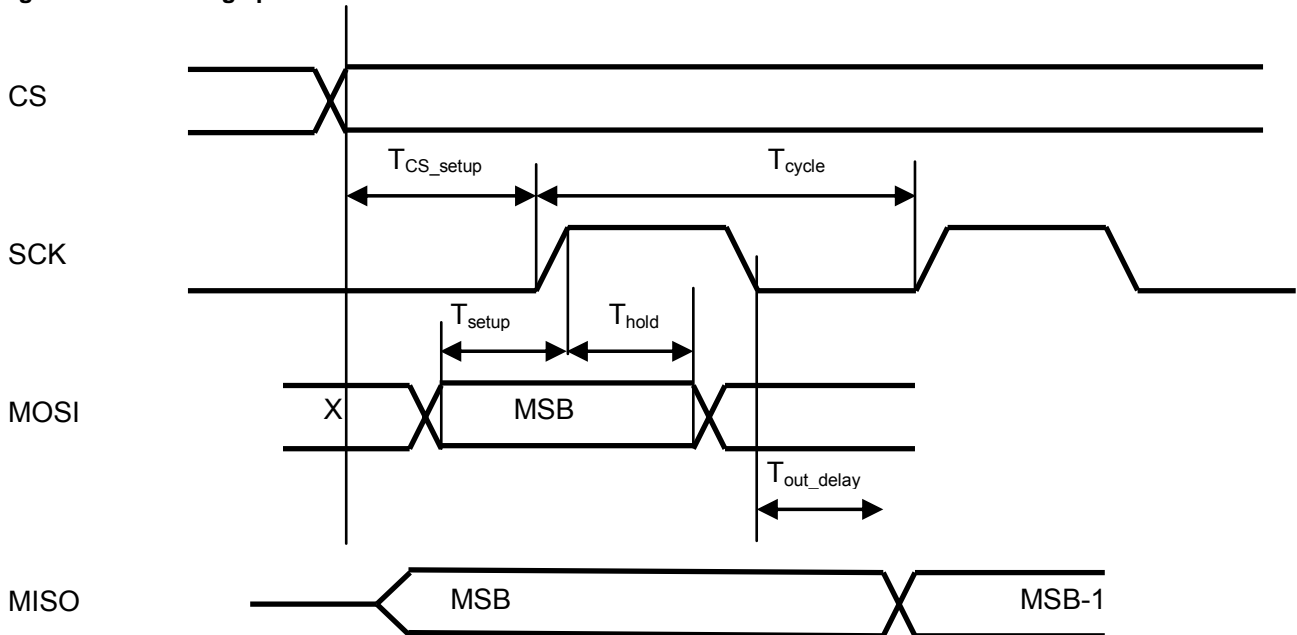 CS
T_CS_setup T_cycle
SCK
T_setup T_hold
MOSI X MSB
T_out_delay
MISO MSB MSB-1